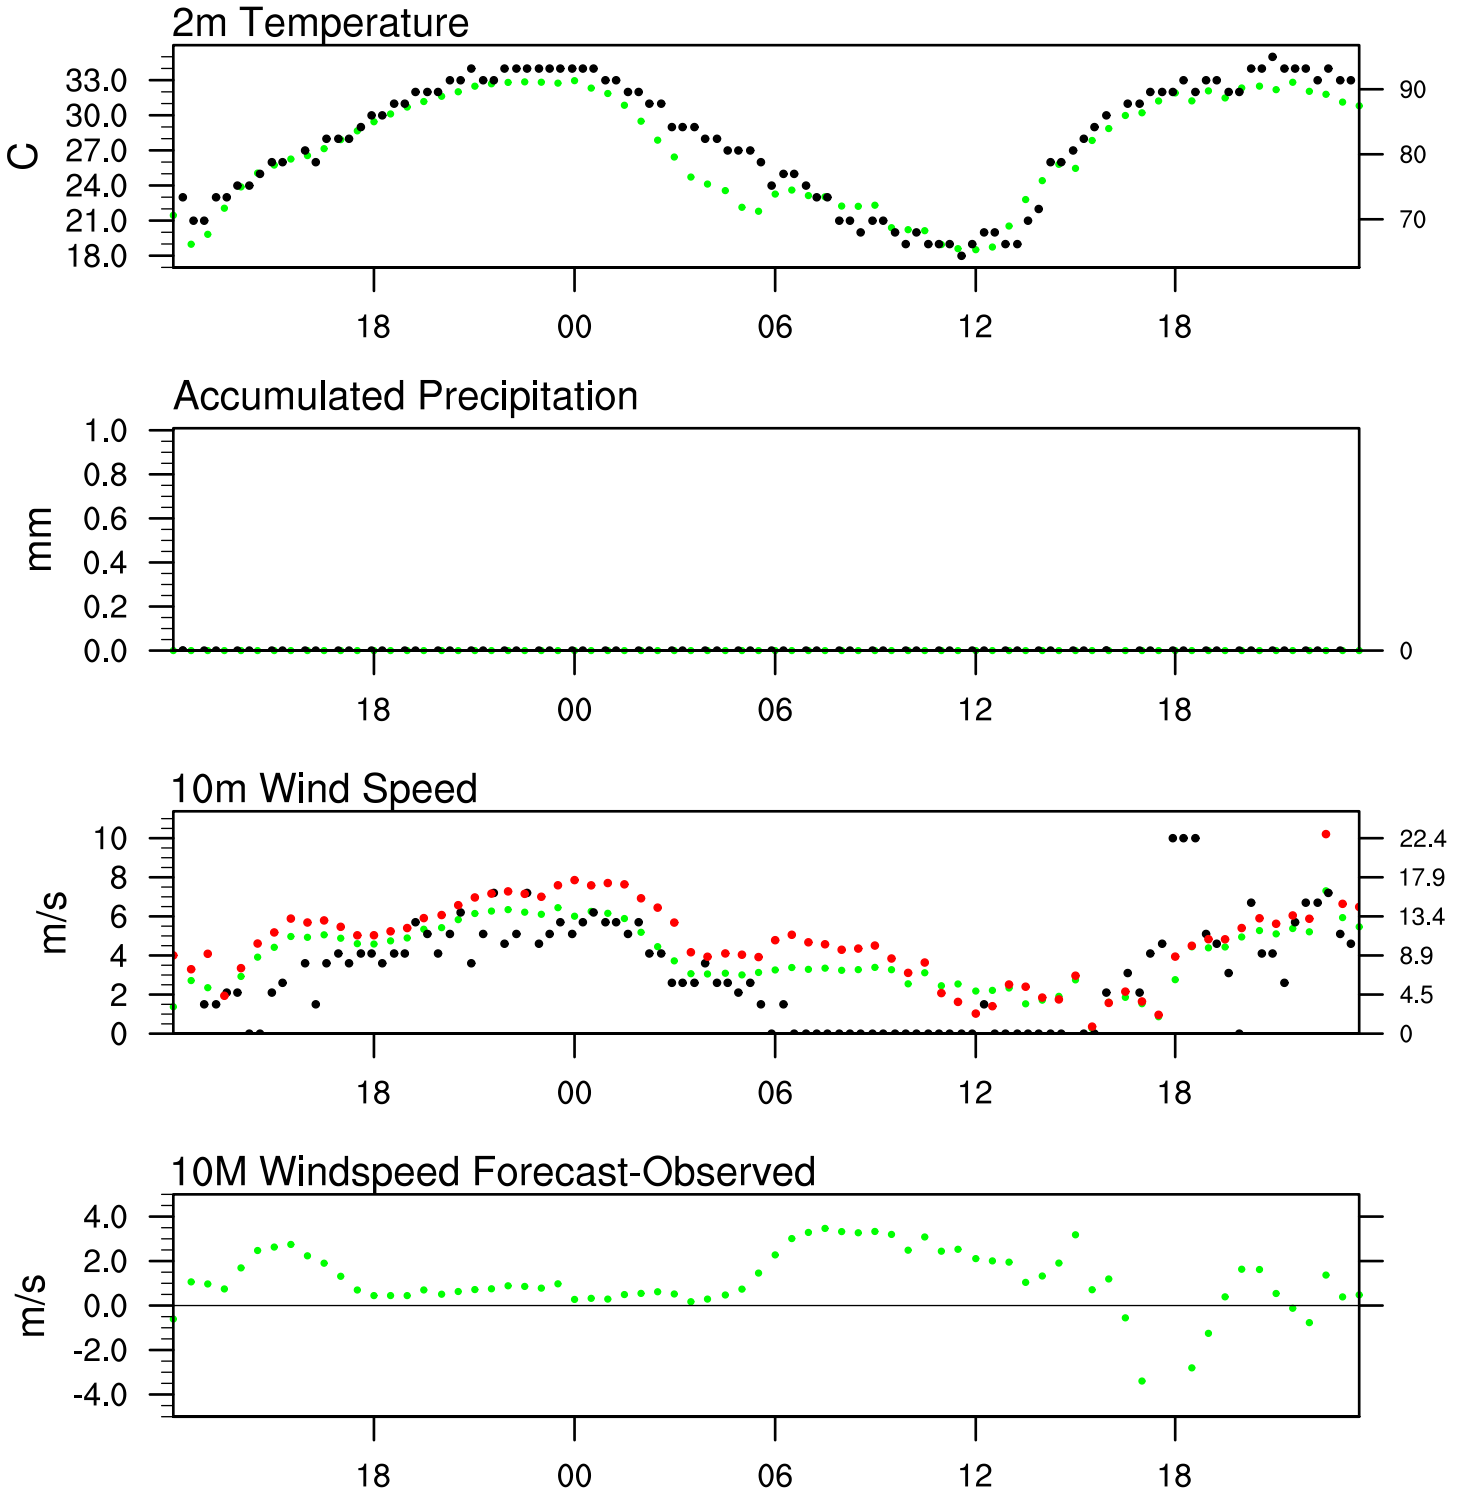 2m Temperature
33.0
30.0
27.0
24.0
21.0
18.0
C
90
80
70
18 00 06 12 18
Accumulated Precipitation
1.0
0.8
0.6
0.4
0.2
0.0
mm
0
18 00 06 12 18
10m Wind Speed
10
8
6
4
2
0
m/s
22.4
17.9
13.4
8.9
4.5
0
18 00 06 12 18
10M Windspeed Forecast-Observed
4.0
2.0
0.0
-2.0
-4.0
m/s
18 00 06 12 18